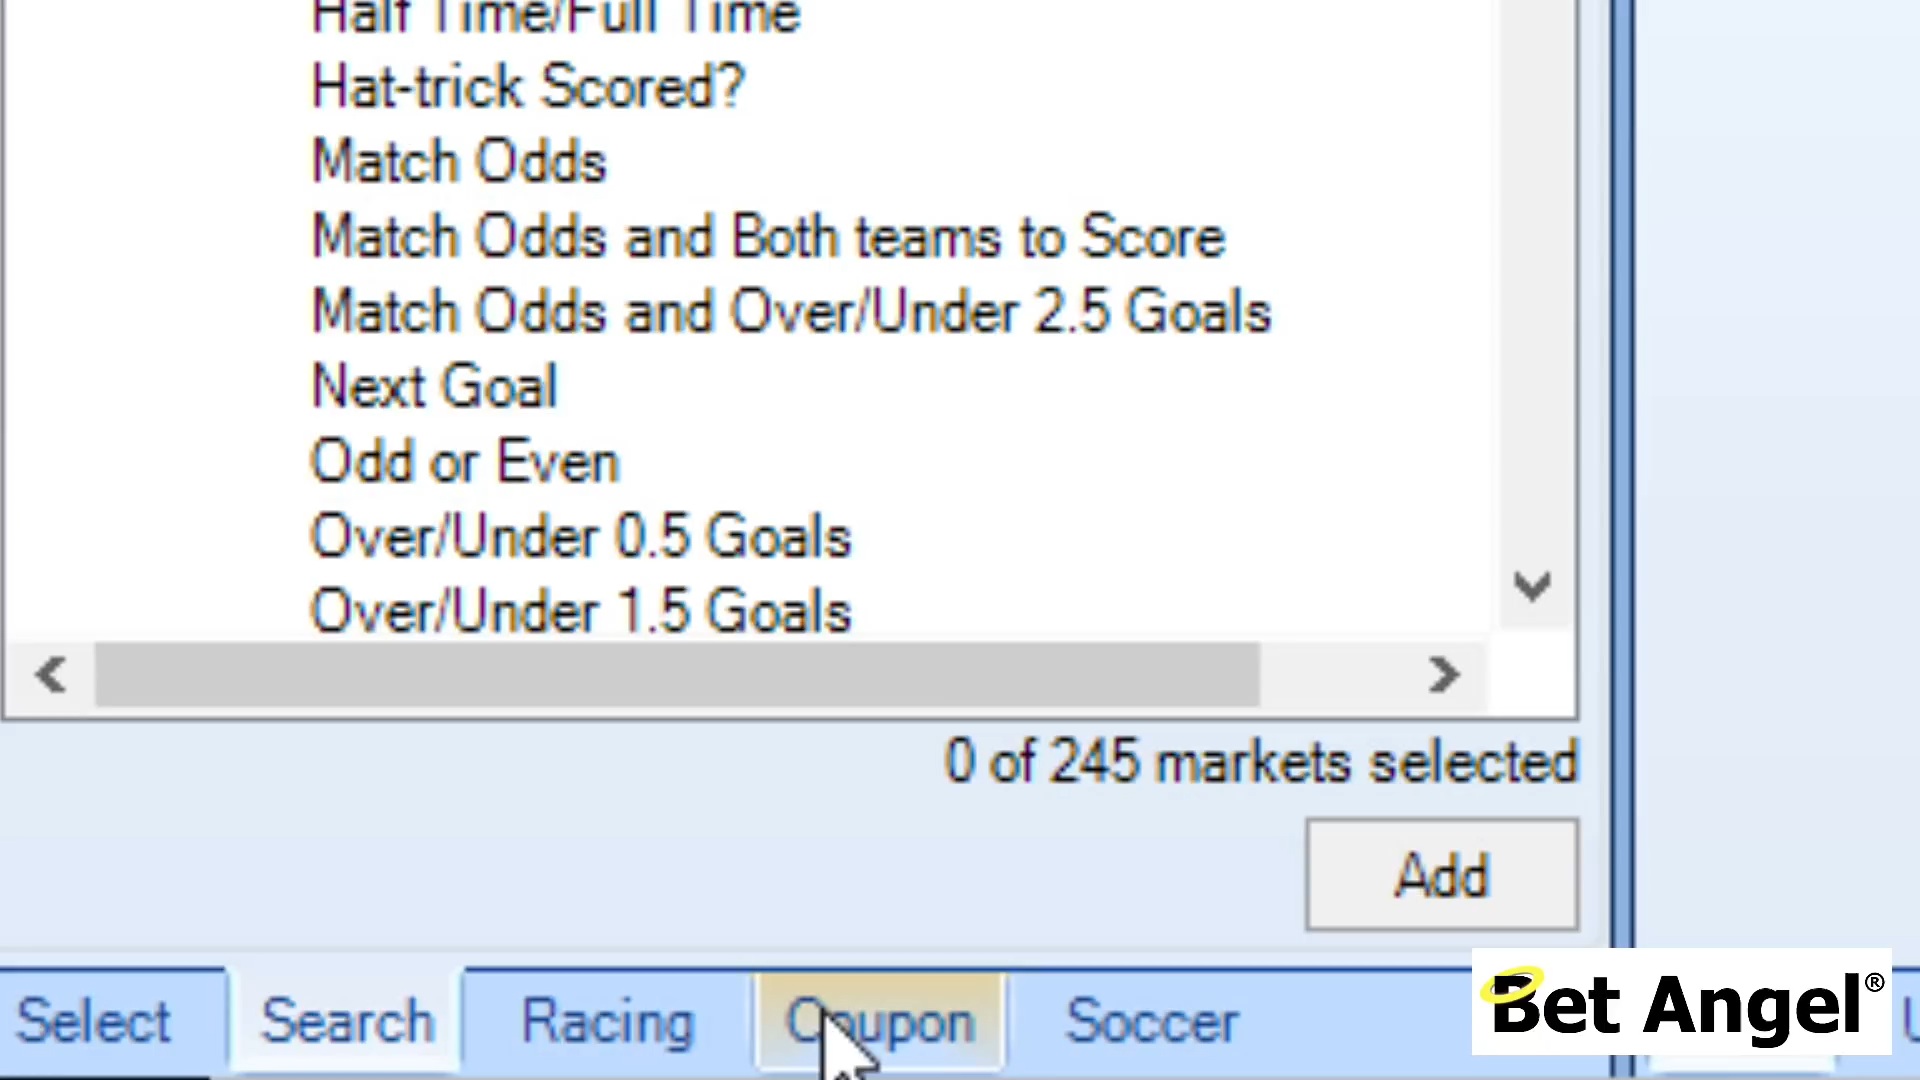 Half Time/Full Time
Hat-trick Scored?
Match Odds
Match Odds and Both teams to Score
Match Odds and Over/Under 2.5 Goals
Next Goal
Odd or Even
Over/Under 0.5 Goals
Over/Under 1.5 Goals
0 of 245 markets selected
Add
Select Search Racing Coupon Soccer
Bet Angel®